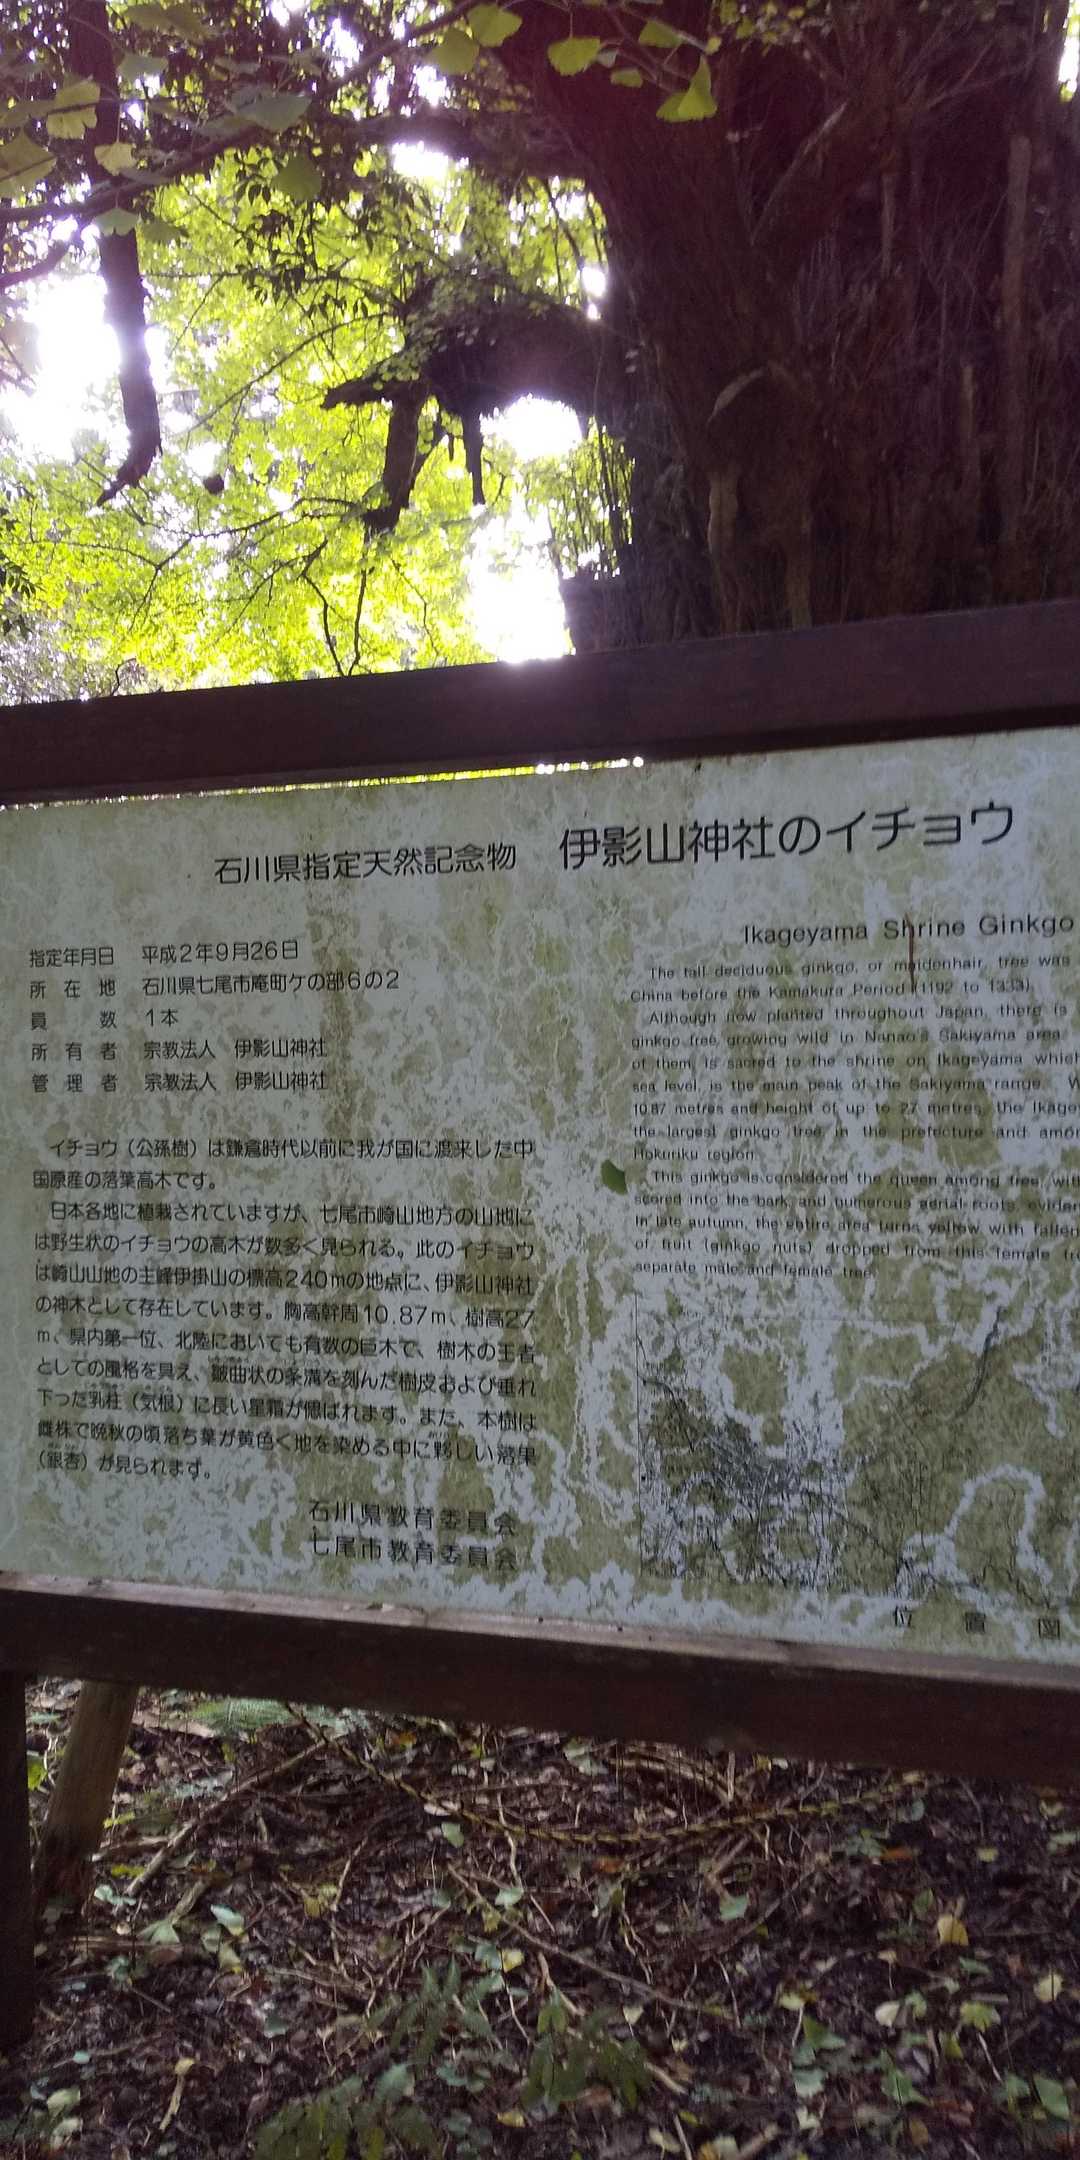 石川県指定天然記念物 伊影山神社のイチョウ
指定年月日 平成2年9月26日
所在地 石川県七尾市庵町ケの部6の2
員数 1本
所有者 宗教法人 伊影山神社
管理者 宗教法人 伊影山神社
イチョウ（公孫樹）は鎌倉時代以前に我が国に渡来した中
国原産の落葉高木です。
日本各地に植栽されていますが、七尾市崎山地方の山地に
は野生状のイチョウの高木が数多く見られる。此のイチョウ
は崎山山地の主峰伊掛山の標高240mの地点に、伊影山神社
の神木として存在しています。胸高幹周10.87m、樹高27
m、県内第一位、北陸においても有数の巨木で、樹木の王者
としての風格を具え、皺曲状の条溝を刻んだ樹皮および垂れ
下った乳柱（気根）に長い星霜が偲ばれます。また、本樹は
雌株で晩秋の頃落ち葉が黄色く地を染める中に夥しい落果
（銀杏）が見られます。
石川県教育委員会
七尾市教育委員会
Ikageyama Shrine Ginkgo
The tall deciduous ginkgo, or maidenhair, tree was
China before the Kamakura Period (1192 to 1333).
Although now planted throughout Japan, there is
ginkgo tree growing wild in Nanao's Sakiyama area.
of them, is sacred to the shrine on Ikageyama which
sea level, is the main peak of the Sakiyama range.
10.87 metres and height of up to 27 metres, the
the largest ginkgo tree in the prefecture and
Hokuriku region.
This ginkgo is considered the queen among tree, with
scored into the bark, and numerous aerial roots,
In late autumn, the entire area turns yellow with fallen
of fruit (ginkgo nuts) dropped from this female
separate male and female tree.
位置図